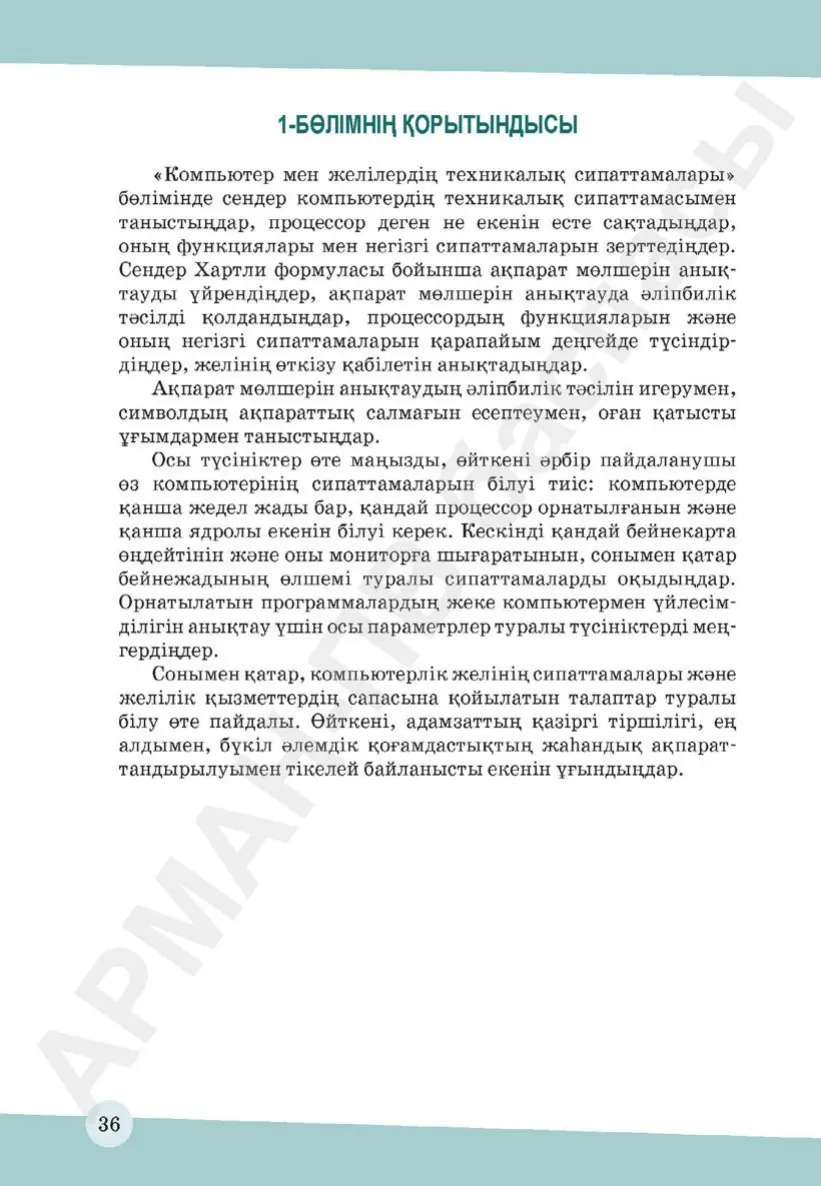 1-БӨЛІМНІҢ ҚОРЫТЫНДЫСЫ
«Компьютер мен желілердің техникалық сипаттамалары»
бөлімінде сендер компьютердің техникалық сипаттамасымен
таныстыңдар, процессор деген не екенін есте сақтадыңдар,
оның функциялары мен негізгі сипаттамаларын зерттедіңдер.
Сендер Хартли формуласы бойынша ақпарат мөлшерін анық-
тауды үйрендіңдер, ақпарат мөлшерін анықтауда әліпбилік
тәсілді қолдандыңдар, процессордың функцияларын және
оның негізгі сипаттамаларын қарапайым деңгейде түсіндір-
діңдер, желінің өткізу қабілетін анықтадыңдар.
Ақпарат мөлшерін анықтаудың әліпбилік тәсілін игерумен,
символдың ақпараттық салмағын есептеумен, оған қатысты
ұғымдармен таныстыңдар.
Осы түсініктер өте маңызды, өйткені әрбір пайдаланушы
өз компьютерінің сипаттамаларын білуі тиіс: компьютерде
қанша жедел жады бар, қандай процессор орнатылғанын және
қанша ядролы екенін білуі керек. Кескінді қандай бейнекарта
өңдейтінін және оны мониторға шығаратынын, сонымен қатар
бейнежадының өлшемі туралы сипаттамаларды оқыдыңдар.
Орнатылатын программалардың жеке компьютермен үйлесім-
ділігін анықтау үшін осы параметрлер туралы түсініктерді мең-
гердіңдер.
Сонымен қатар, компьютерлік желінің сипаттамалары және
желілік қызметтердің сапасына қойылатын талаптар туралы
білу өте пайдалы. Өйткені, адамзаттың қазіргі тіршілігі, ең
алдымен, бүкіл әлемдік қоғамдастықтың жаһандық ақпарат-
тандырылуымен тікелей байланысты екенін ұғындыңдар.
АРМАН-ПВ баспасы
36